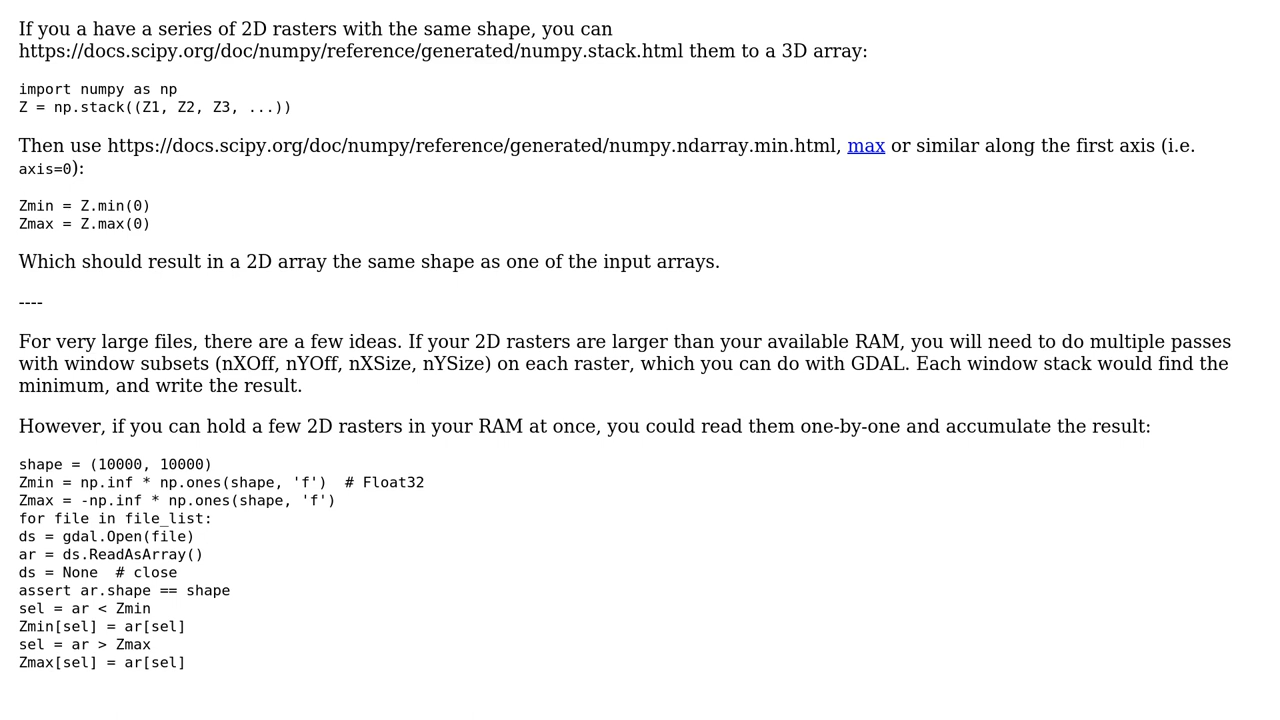 If you a have a series of 2D rasters with the same shape, you can
https://docs.scipy.org/doc/numpy/reference/generated/numpy.stack.html them to a 3D array:
import numpy as np
Z = np.stack((Z1, Z2, Z3, ...))
Then use https://docs.scipy.org/doc/numpy/reference/generated/numpy.ndarray.min.html, max or similar along the first axis (i.e.
axis=0):
Zmin = Z.min(0)
Zmax = Z.max(0)
Which should result in a 2D array the same shape as one of the input arrays.
----
For very large files, there are a few ideas. If your 2D rasters are larger than your available RAM, you will need to do multiple passes
with window subsets (nXOff, nYOff, nXSize, nYSize) on each raster, which you can do with GDAL. Each window stack would find the
minimum, and write the result.
However, if you can hold a few 2D rasters in your RAM at once, you could read them one-by-one and accumulate the result:
shape = (10000, 10000)
Zmin = np.inf * np.ones(shape, 'f')  # Float32
Zmax = -np.inf * np.ones(shape, 'f')
for file in file_list:
ds = gdal.Open(file)
ar = ds.ReadAsArray()
ds = None  # close
assert ar.shape == shape
sel = ar < Zmin
Zmin[sel] = ar[sel]
sel = ar > Zmax
Zmax[sel] = ar[sel]